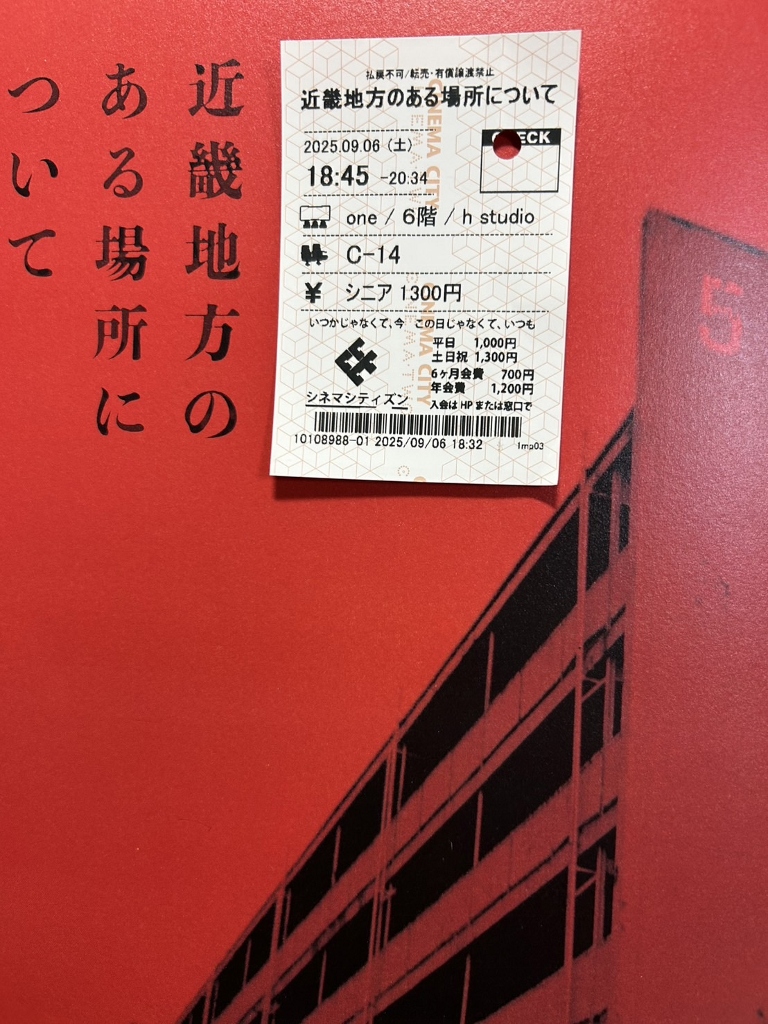 近畿地方の
ある場所に
ついて
払戻不可/転売・有償譲渡禁止
近畿地方のある場所について
2025.09.06（土）
18:45 -20:34
CHECK
one / 6階 / h studio
C-14
¥ シニア 1300円
いつかじゃなくて、今 この日じゃなくて、いつも
平日 1,000円
土日祝 1,300円
6ヶ月会費 700円
年会費 1,200円
シネマシティズン
入会は HP または窓口で
10108988-01 2025/09/06 18:32
1mp03
CINEMA CITY
CINEMA CITY
5